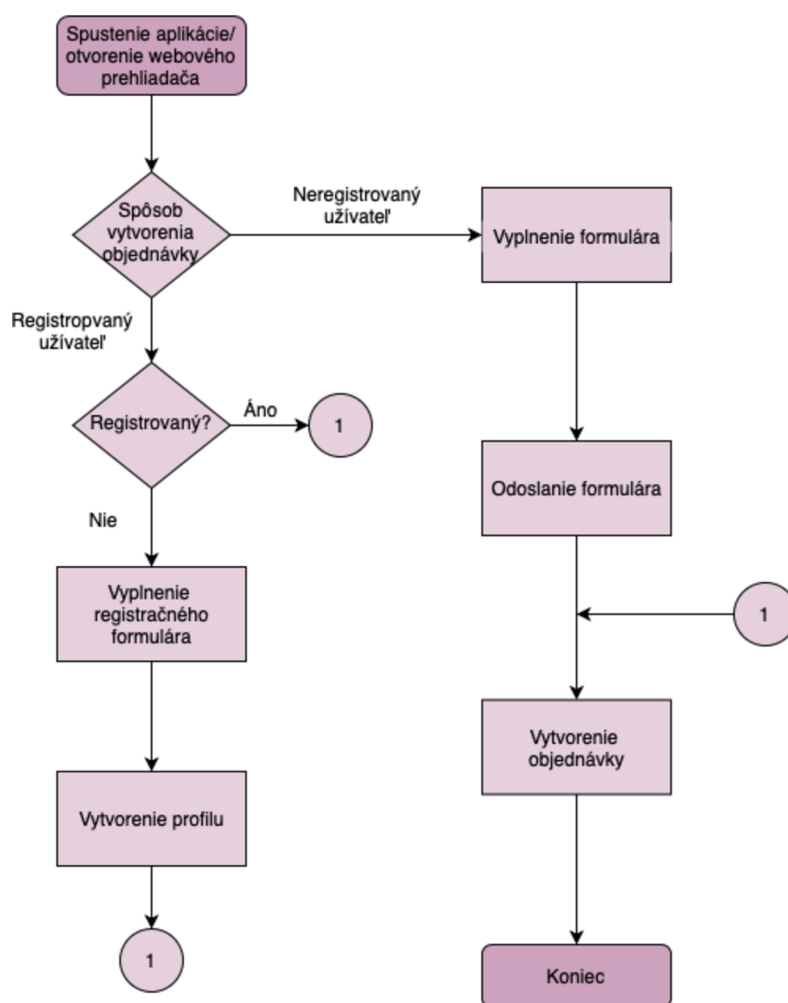 Spustenie aplikácie/
otvorenie webového
prehliadača
Spôsob
vytvorenia
objednávky
Neregistrovaný
užívateľ
Vyplnenie formulára
Registropvaný
užívateľ
Registrovaný?
Áno
1
Nie
Odoslanie formulára
Vyplnenie
registračného
formulára
1
Vytvorenie
objednávky
Vytvorenie profilu
1
Koniec